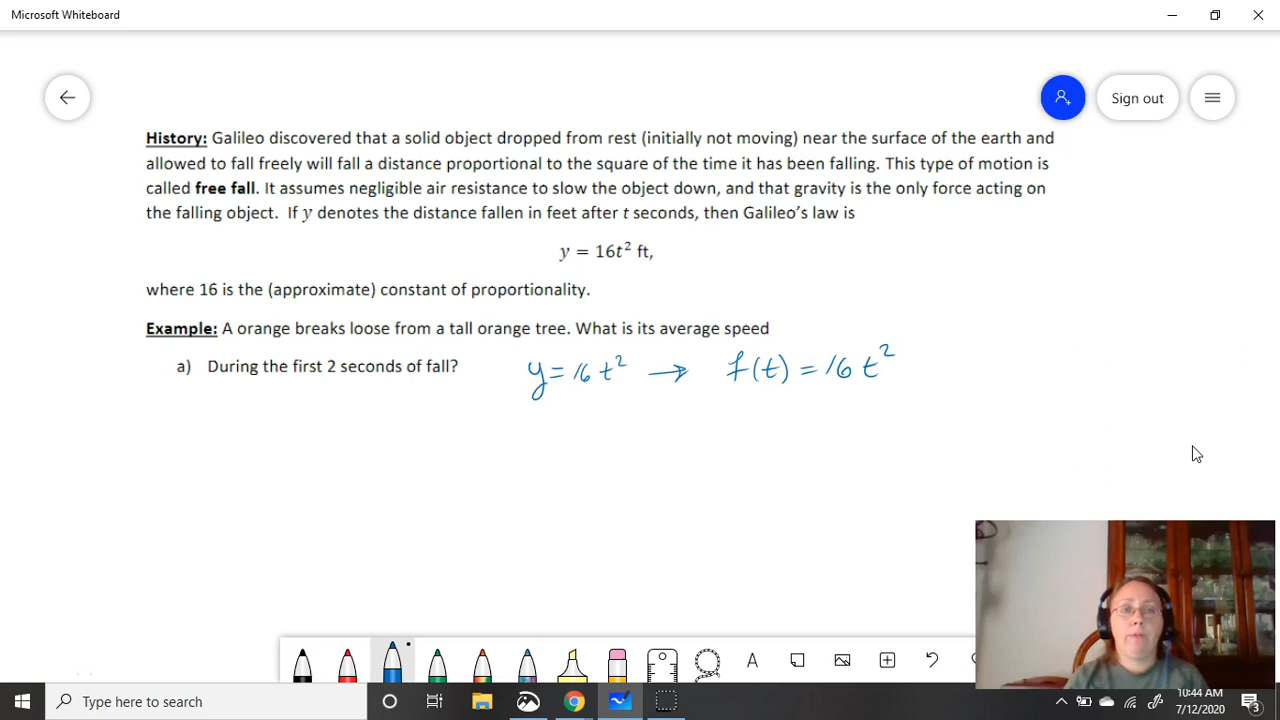 Microsoft Whiteboard
Sign out
History: Galileo discovered that a solid object dropped from rest (initially not moving) near the surface of the earth and
allowed to fall freely will fall a distance proportional to the square of the time it has been falling. This type of motion is
called free fall. It assumes negligible air resistance to slow the object down, and that gravity is the only force acting on
the falling object. If y denotes the distance fallen in feet after t seconds, then Galileo's law is
y = 16t² ft,
where 16 is the (approximate) constant of proportionality.
Example: A orange breaks loose from a tall orange tree. What is its average speed
a) During the first 2 seconds of fall? y = 16 t² → f(t) = 16 t²
A
Type here to search
10:44 AM
7/12/2020
3